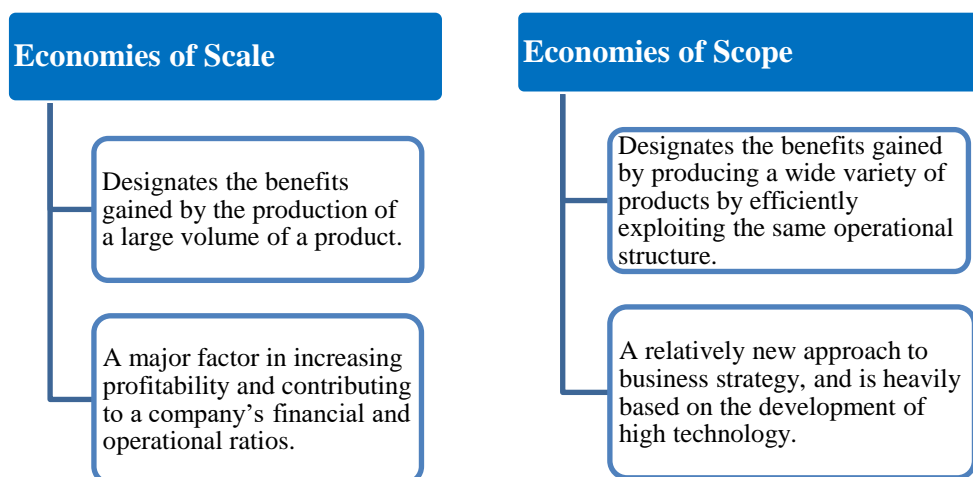 Economies of Scale
Designates the benefits
gained by the production of
a large volume of a product.
A major factor in increasing
profitability and contributing
to a company’s financial and
operational ratios.
Economies of Scope
Designates the benefits gained
by producing a wide variety of
products by efficiently
exploiting the same operational
structure.
A relatively new approach to
business strategy, and is heavily
based on the development of
high technology.